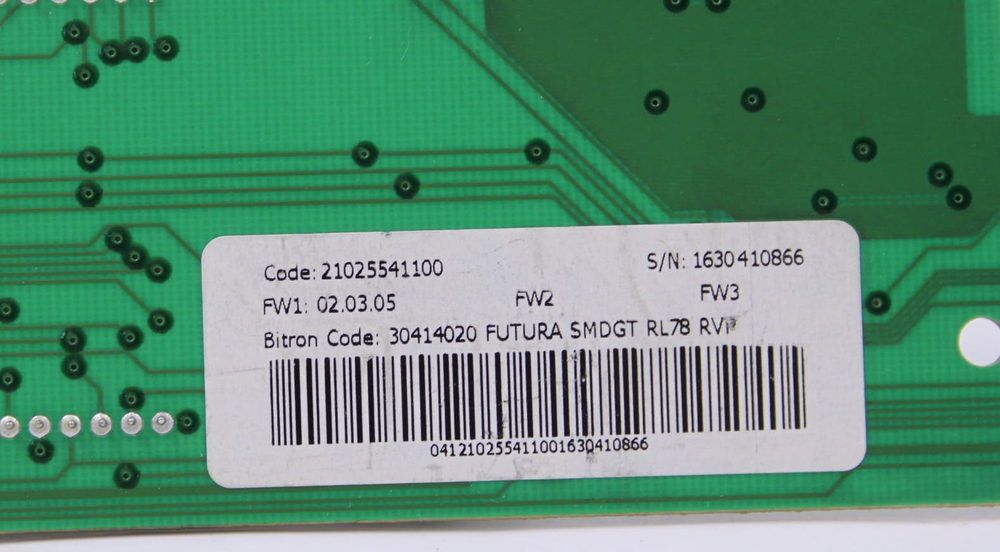 Code: 21025541100 S/N: 1630410866
FW1: 02.03.05 FW2 FW3
Bitron Code: 30414020 FUTURA SMDGT RL78
041210255411001630410866